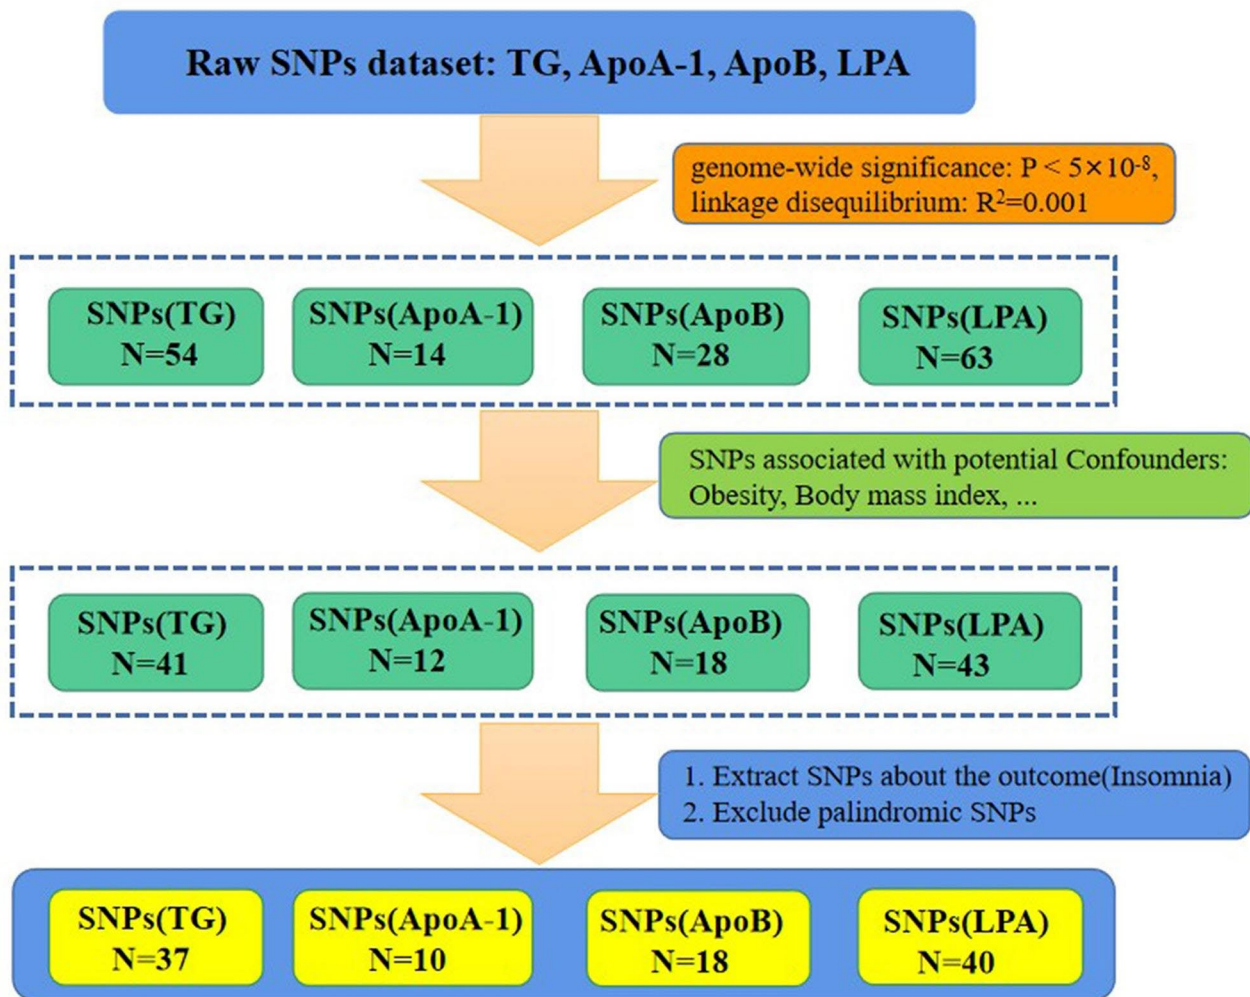 Raw SNPs dataset: TG, ApoA-1, ApoB, LPA
genome-wide significance: P < 5×10⁻⁸,
linkage disequilibrium: R²=0.001
SNPs(TG)
N=54
SNPs(ApoA-1)
N=14
SNPs(ApoB)
N=28
SNPs(LPA)
N=63
SNPs associated with potential Confounders:
Obesity, Body mass index, ...
SNPs(TG)
N=41
SNPs(ApoA-1)
N=12
SNPs(ApoB)
N=18
SNPs(LPA)
N=43
1. Extract SNPs about the outcome(Insomnia)
2. Exclude palindromic SNPs
SNPs(TG)
N=37
SNPs(ApoA-1)
N=10
SNPs(ApoB)
N=18
SNPs(LPA)
N=40